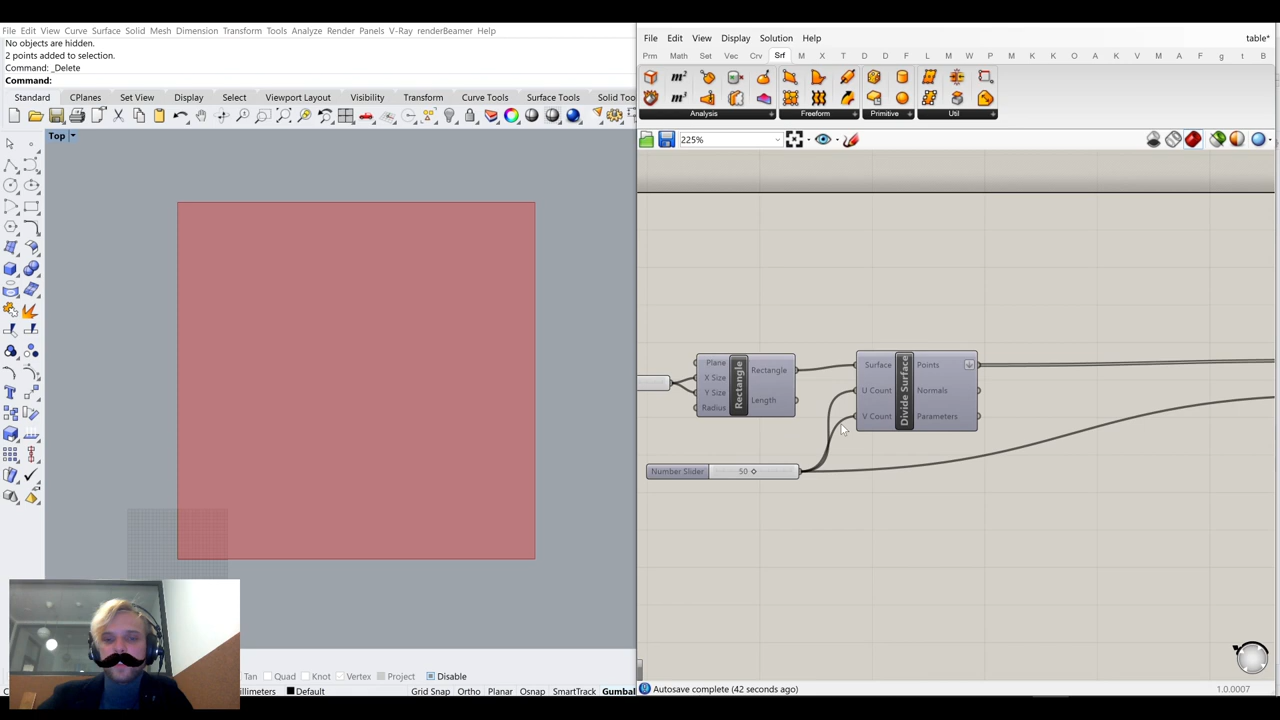 File Edit View Curve Surface Solid Mesh Dimension Transform Tools Analyze Render Panels V-Ray renderBeamer
No objects are hidden.
2 points added to selection.
Command: _Delete
Command:
Standard CPlanes Set View Display Select Viewport Layout Visibility Transform Curve Tools Surface Tools Solid Too
Top
Tan Quad Knot Vertex Project Disable
C illimeters Default Grid Snap Ortho Planar Osnap SmartTrack Gumbal
File Edit View Display Solution Help table*
Prm Math Set Vec Crv Srf M X T D F L M P M K M A M P F g t B
m²
m³
Analysis Freeform Primitive Util
225%
Plane
X Size
Y Size
Radius
Rectangle
Rectangle
Length
Surface
U Count
V Count
Divide Surface
Points
Normals
Parameters
Number Slider 50
Autosave complete (42 seconds ago) 1.0.0007